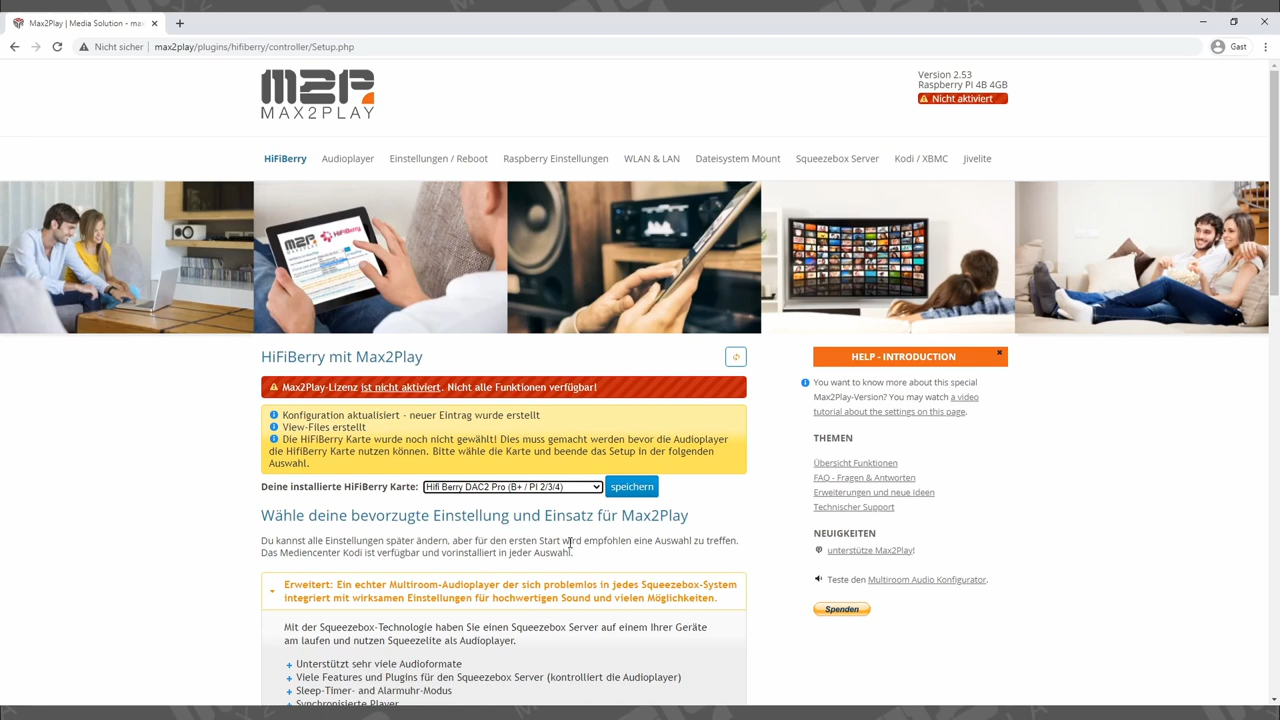 Max2Play | Media Solution - max
Nicht sicher
max2play/plugins/hifiberry/controller/Setup.php
Gast
M2P
MAX2PLAY
Version 2.53
Raspberry PI 4B 4GB
Nicht aktiviert
HiFiBerry
Audioplayer
Einstellungen / Reboot
Raspberry Einstellungen
WLAN & LAN
Dateisystem Mount
Squeezebox Server
Kodi / XBMC
Jivelite
M2P HiFiBerry
HiFiBerry mit Max2Play
Max2Play-Lizenz ist nicht aktiviert. Nicht alle Funktionen verfügbar!
Konfiguration aktualisiert - neuer Eintrag wurde erstellt
View-Files erstellt
Die HiFiBerry Karte wurde noch nicht gewählt! Dies muss gemacht werden bevor die Audioplayer
die HifiBerry Karte nutzen können. Bitte wähle die Karte und beende das Setup in der folgenden
Auswahl.
Deine installierte HiFiBerry Karte: Hifi Berry DAC2 Pro (B+ / PI 2/3/4) speichern
Wähle deine bevorzugte Einstellung und Einsatz für Max2Play
Du kannst alle Einstellungen später ändern, aber für den ersten Start wird empfohlen eine Auswahl zu treffen.
Das Mediencenter Kodi ist verfügbar und vorinstalliert in jeder Auswahl.
Erweitert: Ein echter Multiroom-Audioplayer der sich problemlos in jedes Squeezebox-System
integriert mit wirksamen Einstellungen für hochwertigen Sound und vielen Möglichkeiten.
Mit der Squeezebox-Technologie haben Sie einen Squeezebox Server auf einem Ihrer Geräte
am laufen und nutzen Squeezelite als Audioplayer.
+ Unterstützt sehr viele Audioformate
+ Viele Features und Plugins für den Squeezebox Server (kontrolliert die Audioplayer)
+ Sleep-Timer- and Alarmuhr-Modus
+ Synchronisierte Player
HELP - INTRODUCTION
You want to know more about this special
Max2Play-Version? You may watch a video
tutorial about the settings on this page.
THEMEN
Übersicht Funktionen
FAQ - Fragen & Antworten
Erweiterungen und neue Ideen
Technischer Support
NEUIGKEITEN
unterstütze Max2Play!
Teste den Multiroom Audio Konfigurator.
Spenden